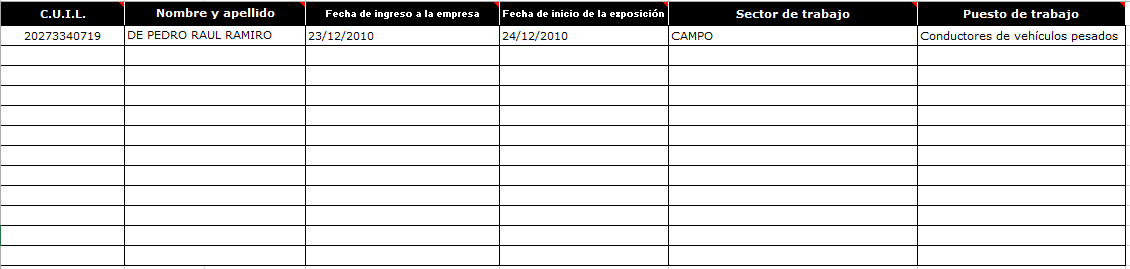 C.U.I.L. Nombre y apellido Fecha de ingreso a la empresa Fecha de inicio de la exposición Sector de trabajo Puesto de trabajo
20273340719 DE PEDRO RAUL RAMIRO 23/12/2010 24/12/2010 CAMPO Conductores de vehículos pesados